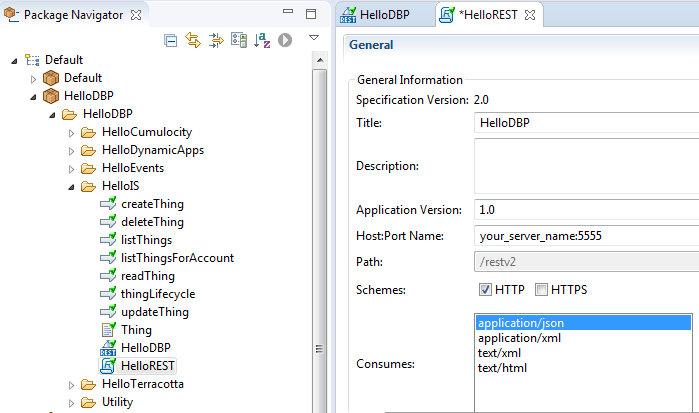 Package Navigator
Default
Default
HelloDBP
HelloDBP
HelloCumulocity
HelloDynamicApps
HelloEvents
HelloIS
createThing
deleteThing
listThings
listThingsForAccount
readThing
thingLifecycle
updateThing
Thing
REST HelloDBP
HelloREST
HelloTerracotta
Utility
REST HelloDBP
*HelloREST
General
General Information
Specification Version: 2.0
Title: HelloDBP
Description:
Application Version: 1.0
Host:Port Name: your_server_name:5555
Path: /restv2
Schemes: HTTP HTTPS
Consumes:
application/json
application/xml
text/xml
text/html